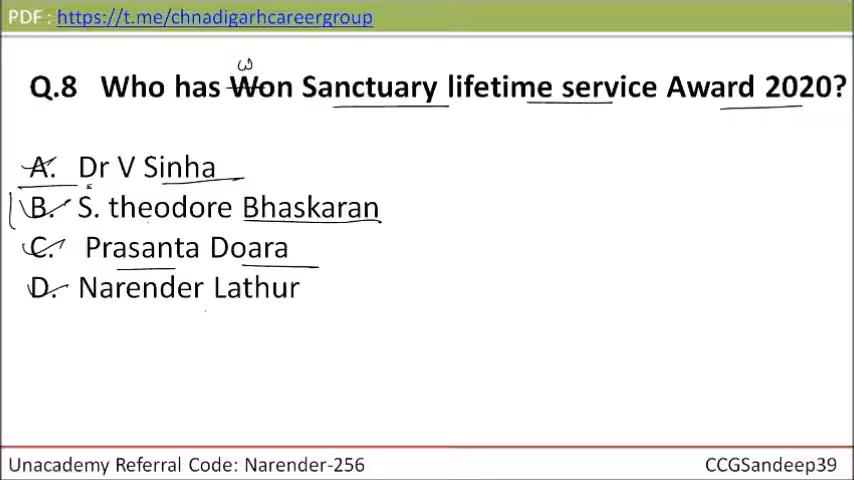 PDF : https://t.me/chnadigarhcareergroup
w
Q.8 Who has Won Sanctuary lifetime service Award 2020?
A. Dr V Sinha
B. S. theodore Bhaskaran
C. Prasanta Doara
D. Narender Lathur
Unacademy Referral Code: Narender-256
CCGSandeep39